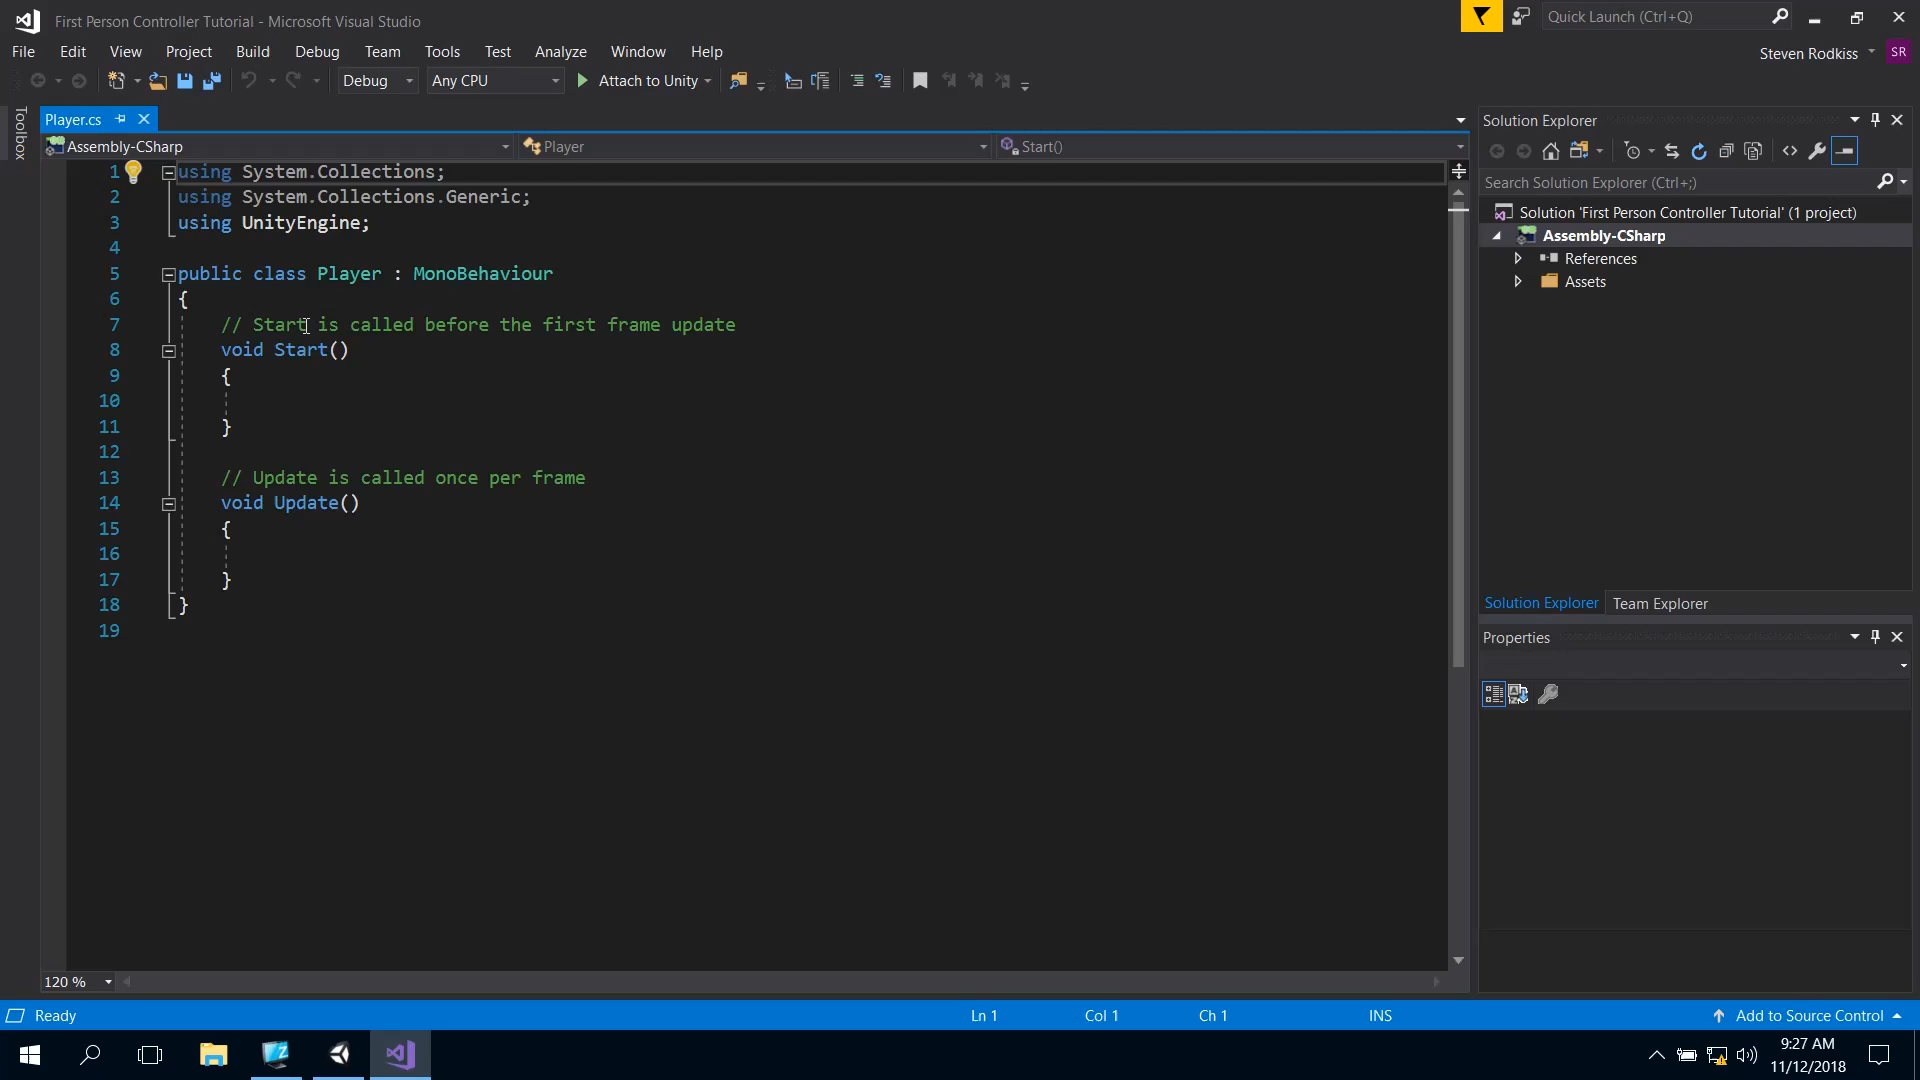 First Person Controller Tutorial - Microsoft Visual Studio
Quick Launch (Ctrl+Q)
File Edit View Project Build Debug Team Tools Test Analyze Window Help
Steven Rodkiss SR
Debug Any CPU Attach to Unity
Toolbox
Player.cs
Assembly-CSharp Player Start()
1 using System.Collections;
2 using System.Collections.Generic;
3 using UnityEngine;
4
5 public class Player : MonoBehaviour
6 {
7 // Start is called before the first frame update
8 void Start()
9 {
10
11 }
12
13 // Update is called once per frame
14 void Update()
15 {
16
17 }
18 }
19
120 %
Solution Explorer
Search Solution Explorer (Ctrl+;)
Solution 'First Person Controller Tutorial' (1 project)
Assembly-CSharp
References
Assets
Solution Explorer Team Explorer
Properties
Ready Ln 1 Col 1 Ch 1 INS Add to Source Control
9:27 AM
11/12/2018